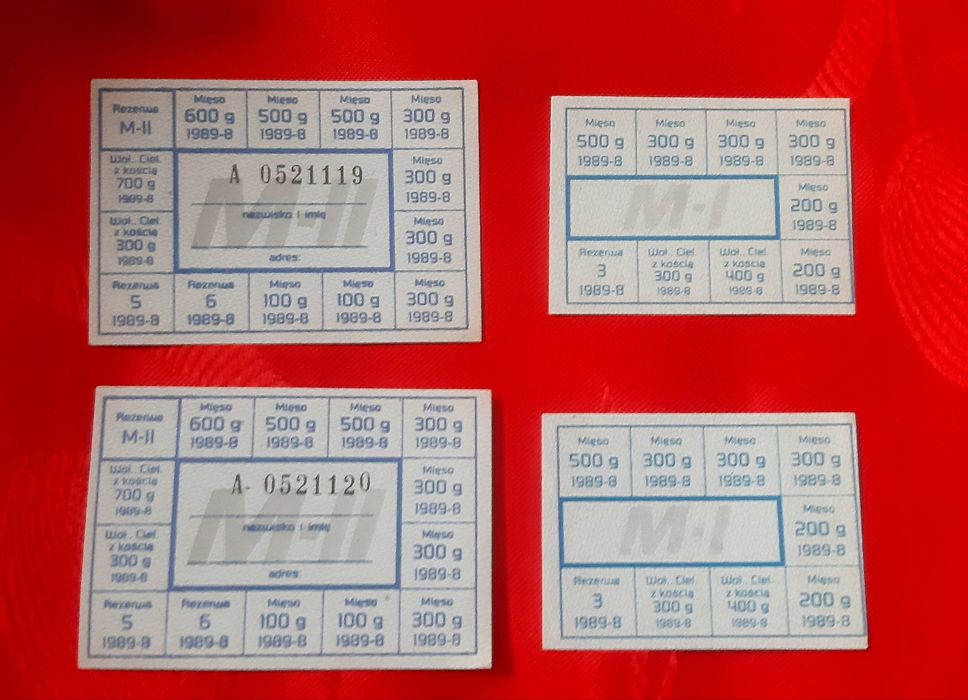 Rezerwa
M-II
Mięso
600 g
1989-8
Mięso
500 g
1989-8
Mięso
500 g
1989-8
Mięso
300 g
1989-8
Woł. Ciel.
z kością
700 g
1989-8
A 0521119
M-II
nazwisko i imię
adres:
Mięso
300 g
1989-8
Woł. Ciel.
z kością
300 g
1989-8
Mięso
300 g
1989-8
Rezerwa
5
1989-8
Rezerwa
6
1989-8
Mięso
100 g
1989-8
Mięso
100 g
1989-8
Mięso
300 g
1989-8
Mięso
500 g
1989-8
Mięso
300 g
1989-8
Mięso
300 g
1989-8
Mięso
300 g
1989-8
M-I
Mięso
200 g
1989-8
Rezerwa
3
1989-8
Woł. Ciel.
z kością
300 g
1989-8
Woł. Ciel.
z kością
400 g
1989-8
Mięso
200 g
1989-8
Rezerwa
M-II
Mięso
600 g
1989-8
Mięso
500 g
1989-8
Mięso
500 g
1989-8
Mięso
300 g
1989-8
Woł. Ciel.
z kością
700 g
1989-8
A- 0521120
M-II
nazwisko i imię
adres:
Mięso
300 g
1989-8
Woł. Ciel.
z kością
300 g
1989-8
Mięso
300 g
1989-8
Rezerwa
5
1989-8
Rezerwa
6
1989-8
Mięso
100 g
1989-8
Mięso
100 g
1989-8
Mięso
300 g
1989-8
Mięso
500 g
1989-8
Mięso
300 g
1989-8
Mięso
300 g
1989-8
Mięso
300 g
1989-8
M-I
Mięso
200 g
1989-8
Rezerwa
3
1989-8
Woł. Ciel.
z kością
300 g
1989-8
Woł. Ciel.
z kością
400 g
1989-8
Mięso
200 g
1989-8